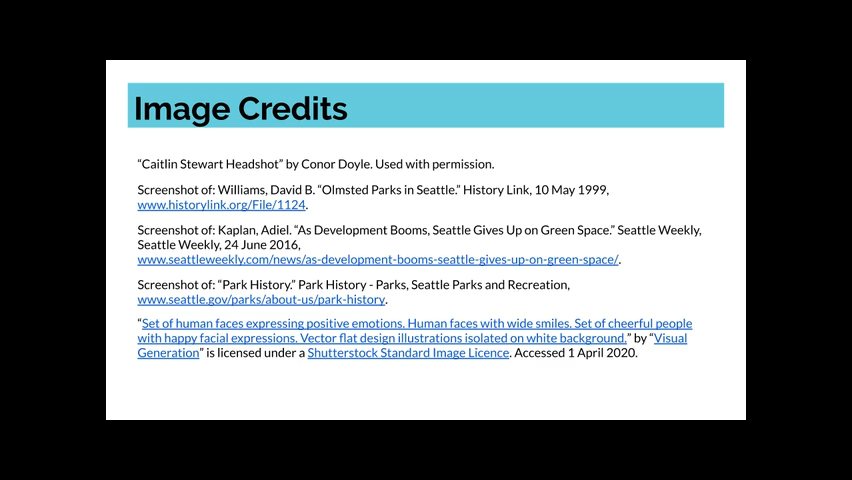 Image Credits
“Caitlin Stewart Headshot” by Conor Doyle. Used with permission.
Screenshot of: Williams, David B. “Olmsted Parks in Seattle.” History Link, 10 May 1999,
www.historylink.org/File/1124.
Screenshot of: Kaplan, Adiel. “As Development Booms, Seattle Gives Up on Green Space.” Seattle Weekly,
Seattle Weekly, 24 June 2016,
www.seattleweekly.com/news/as-development-booms-seattle-gives-up-on-green-space/.
Screenshot of: “Park History.” Park History - Parks, Seattle Parks and Recreation,
www.seattle.gov/parks/about-us/park-history.
“Set of human faces expressing positive emotions. Human faces with wide smiles. Set of cheerful people
with happy facial expressions. Vector flat design illustrations isolated on white background.” by “Visual
Generation” is licensed under a Shutterstock Standard Image Licence. Accessed 1 April 2020.